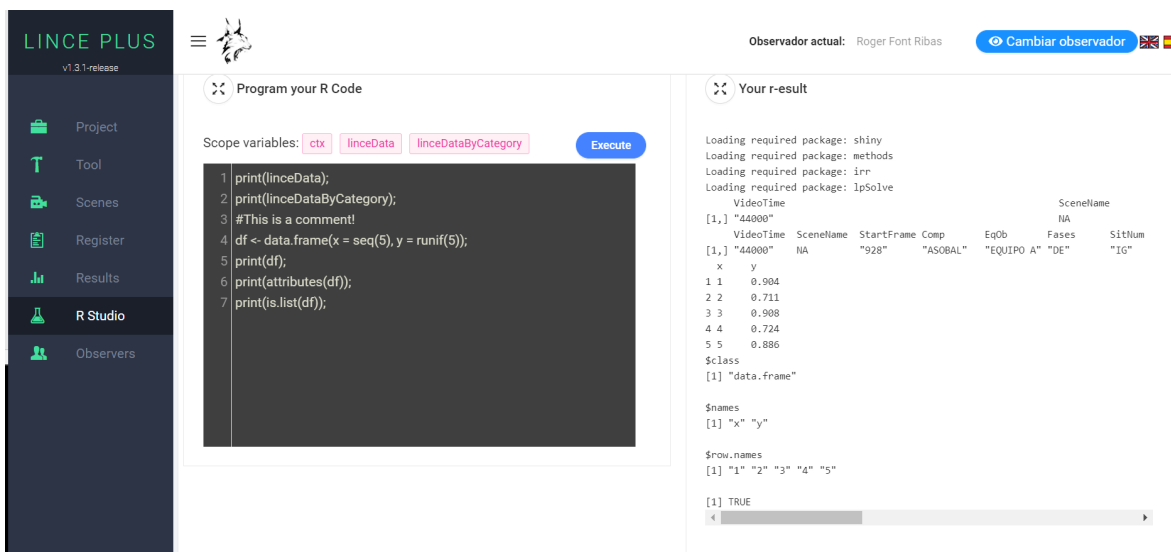 LINCE PLUS
v1.3.1-release
Observador actual: Roger Font Ribas
Cambiar observador
Project
Tool
Scenes
Register
Results
R Studio
Observers
Program your R Code
Scope variables: ctx linceData linceDataByCategory
Execute
1 print(linceData);
2 print(linceDataByCategory);
3 #This is a comment!
4 df <- data.frame(x = seq(5), y = runif(5));
5 print(df);
6 print(attributes(df));
7 print(is.list(df));
Your r-esult
Loading required package: shiny
Loading required package: methods
Loading required package: irr
Loading required package: lpSolve
VideoTime SceneName
[1,] "44000" NA
VideoTime SceneName StartFrame Comp EqOb Fases SitNum
[1,] "44000" NA "928" "ASOBAL" "EQUIPO A" "DE" "IG"
x y
1 1 0.904
2 2 0.711
3 3 0.908
4 4 0.724
5 5 0.886
$class
[1] "data.frame"
$names
[1] "x" "y"
$row.names
[1] "1" "2" "3" "4" "5"
[1] TRUE